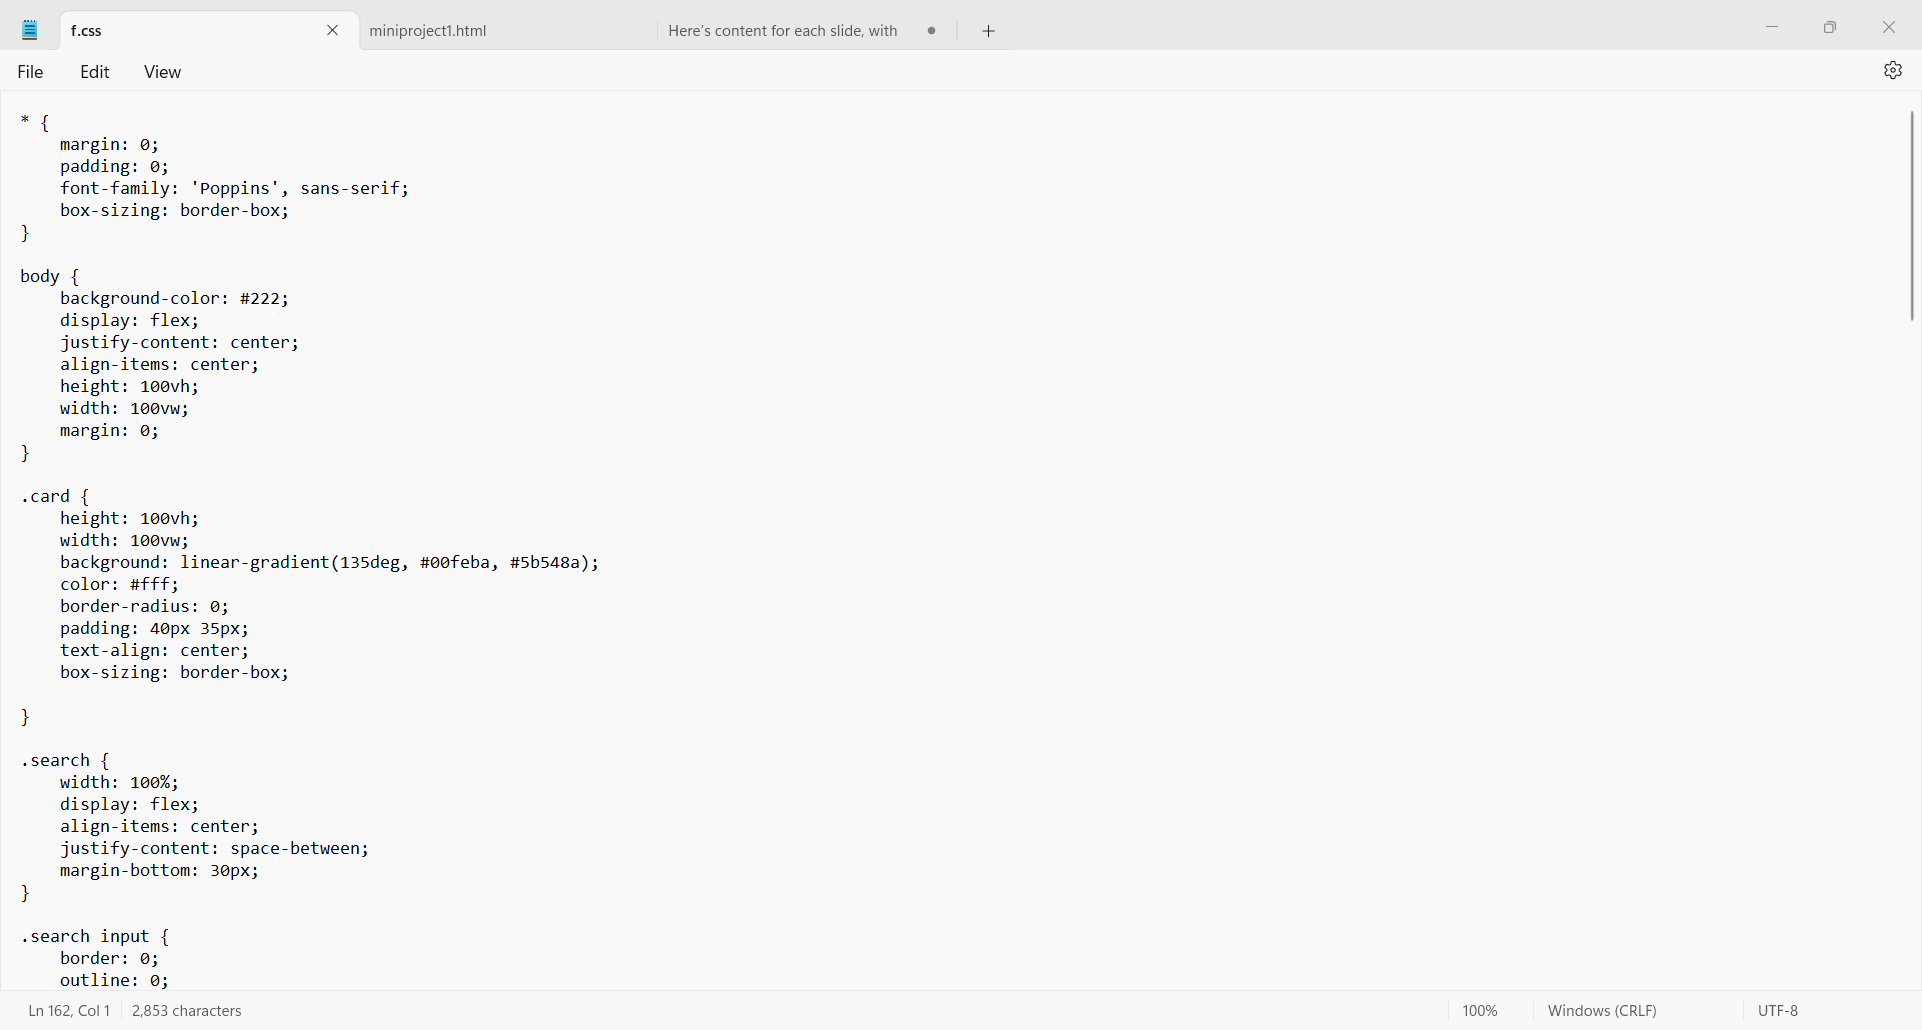 f.css
miniproject1.html
Here’s content for each slide, with
File Edit View
* {
    margin: 0;
    padding: 0;
    font-family: 'Poppins', sans-serif;
    box-sizing: border-box;
}
body {
    background-color: #222;
    display: flex;
    justify-content: center;
    align-items: center;
    height: 100vh;
    width: 100vw;
    margin: 0;
}
.card {
    height: 100vh;
    width: 100vw;
    background: linear-gradient(135deg, #00feba, #5b548a);
    color: #fff;
    border-radius: 0;
    padding: 40px 35px;
    text-align: center;
    box-sizing: border-box;
}
.search {
    width: 100%;
    display: flex;
    align-items: center;
    justify-content: space-between;
    margin-bottom: 30px;
}
.search input {
    border: 0;
    outline: 0;
Ln 162, Col 1 2,853 characters 100% Windows (CRLF) UTF-8